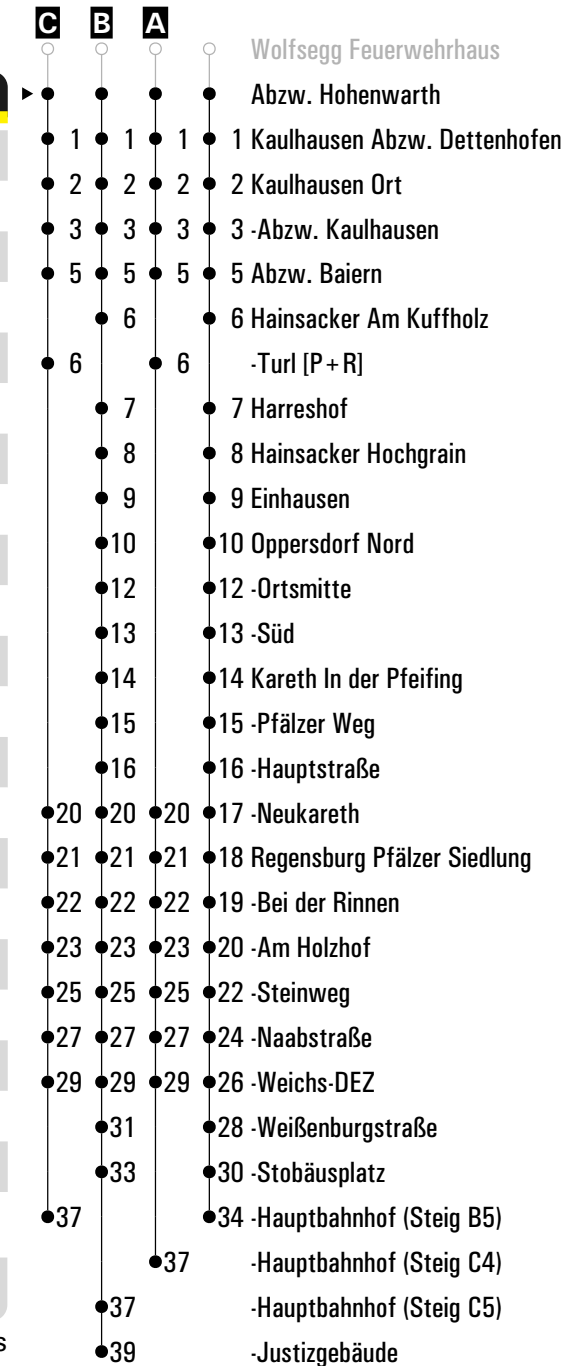 C B A
Wolfsegg Feuerwehrhaus
Abzw. Hohenwarth
1 1 1 1 Kaulhausen Abzw. Dettenhofen
2 2 2 2 Kaulhausen Ort
3 3 3 3 -Abzw. Kaulhausen
5 5 5 5 Abzw. Baiern
6 6 Hainsacker Am Kuffholz
6 6 -Turl [P+R]
7 7 Harreshof
8 8 Hainsacker Hochgrain
9 9 Einhausen
10 10 Oppersdorf Nord
12 12 -Ortsmitte
13 13 -Süd
14 14 Kareth In der Pfeifing
15 15 -Pfälzer Weg
16 16 -Hauptstraße
20 20 20 17 -Neukareth
21 21 21 18 Regensburg Pfälzer Siedlung
22 22 22 19 -Bei der Rinnen
23 23 23 20 -Am Holzhof
25 25 25 22 -Steinweg
27 27 27 24 -Naabstraße
29 29 29 26 -Weichs-DEZ
31 28 -Weißenburgstraße
33 30 -Stobäusplatz
37 34 -Hauptbahnhof (Steig B5)
37 -Hauptbahnhof (Steig C4)
37 -Hauptbahnhof (Steig C5)
s
39 -Justizgebäude